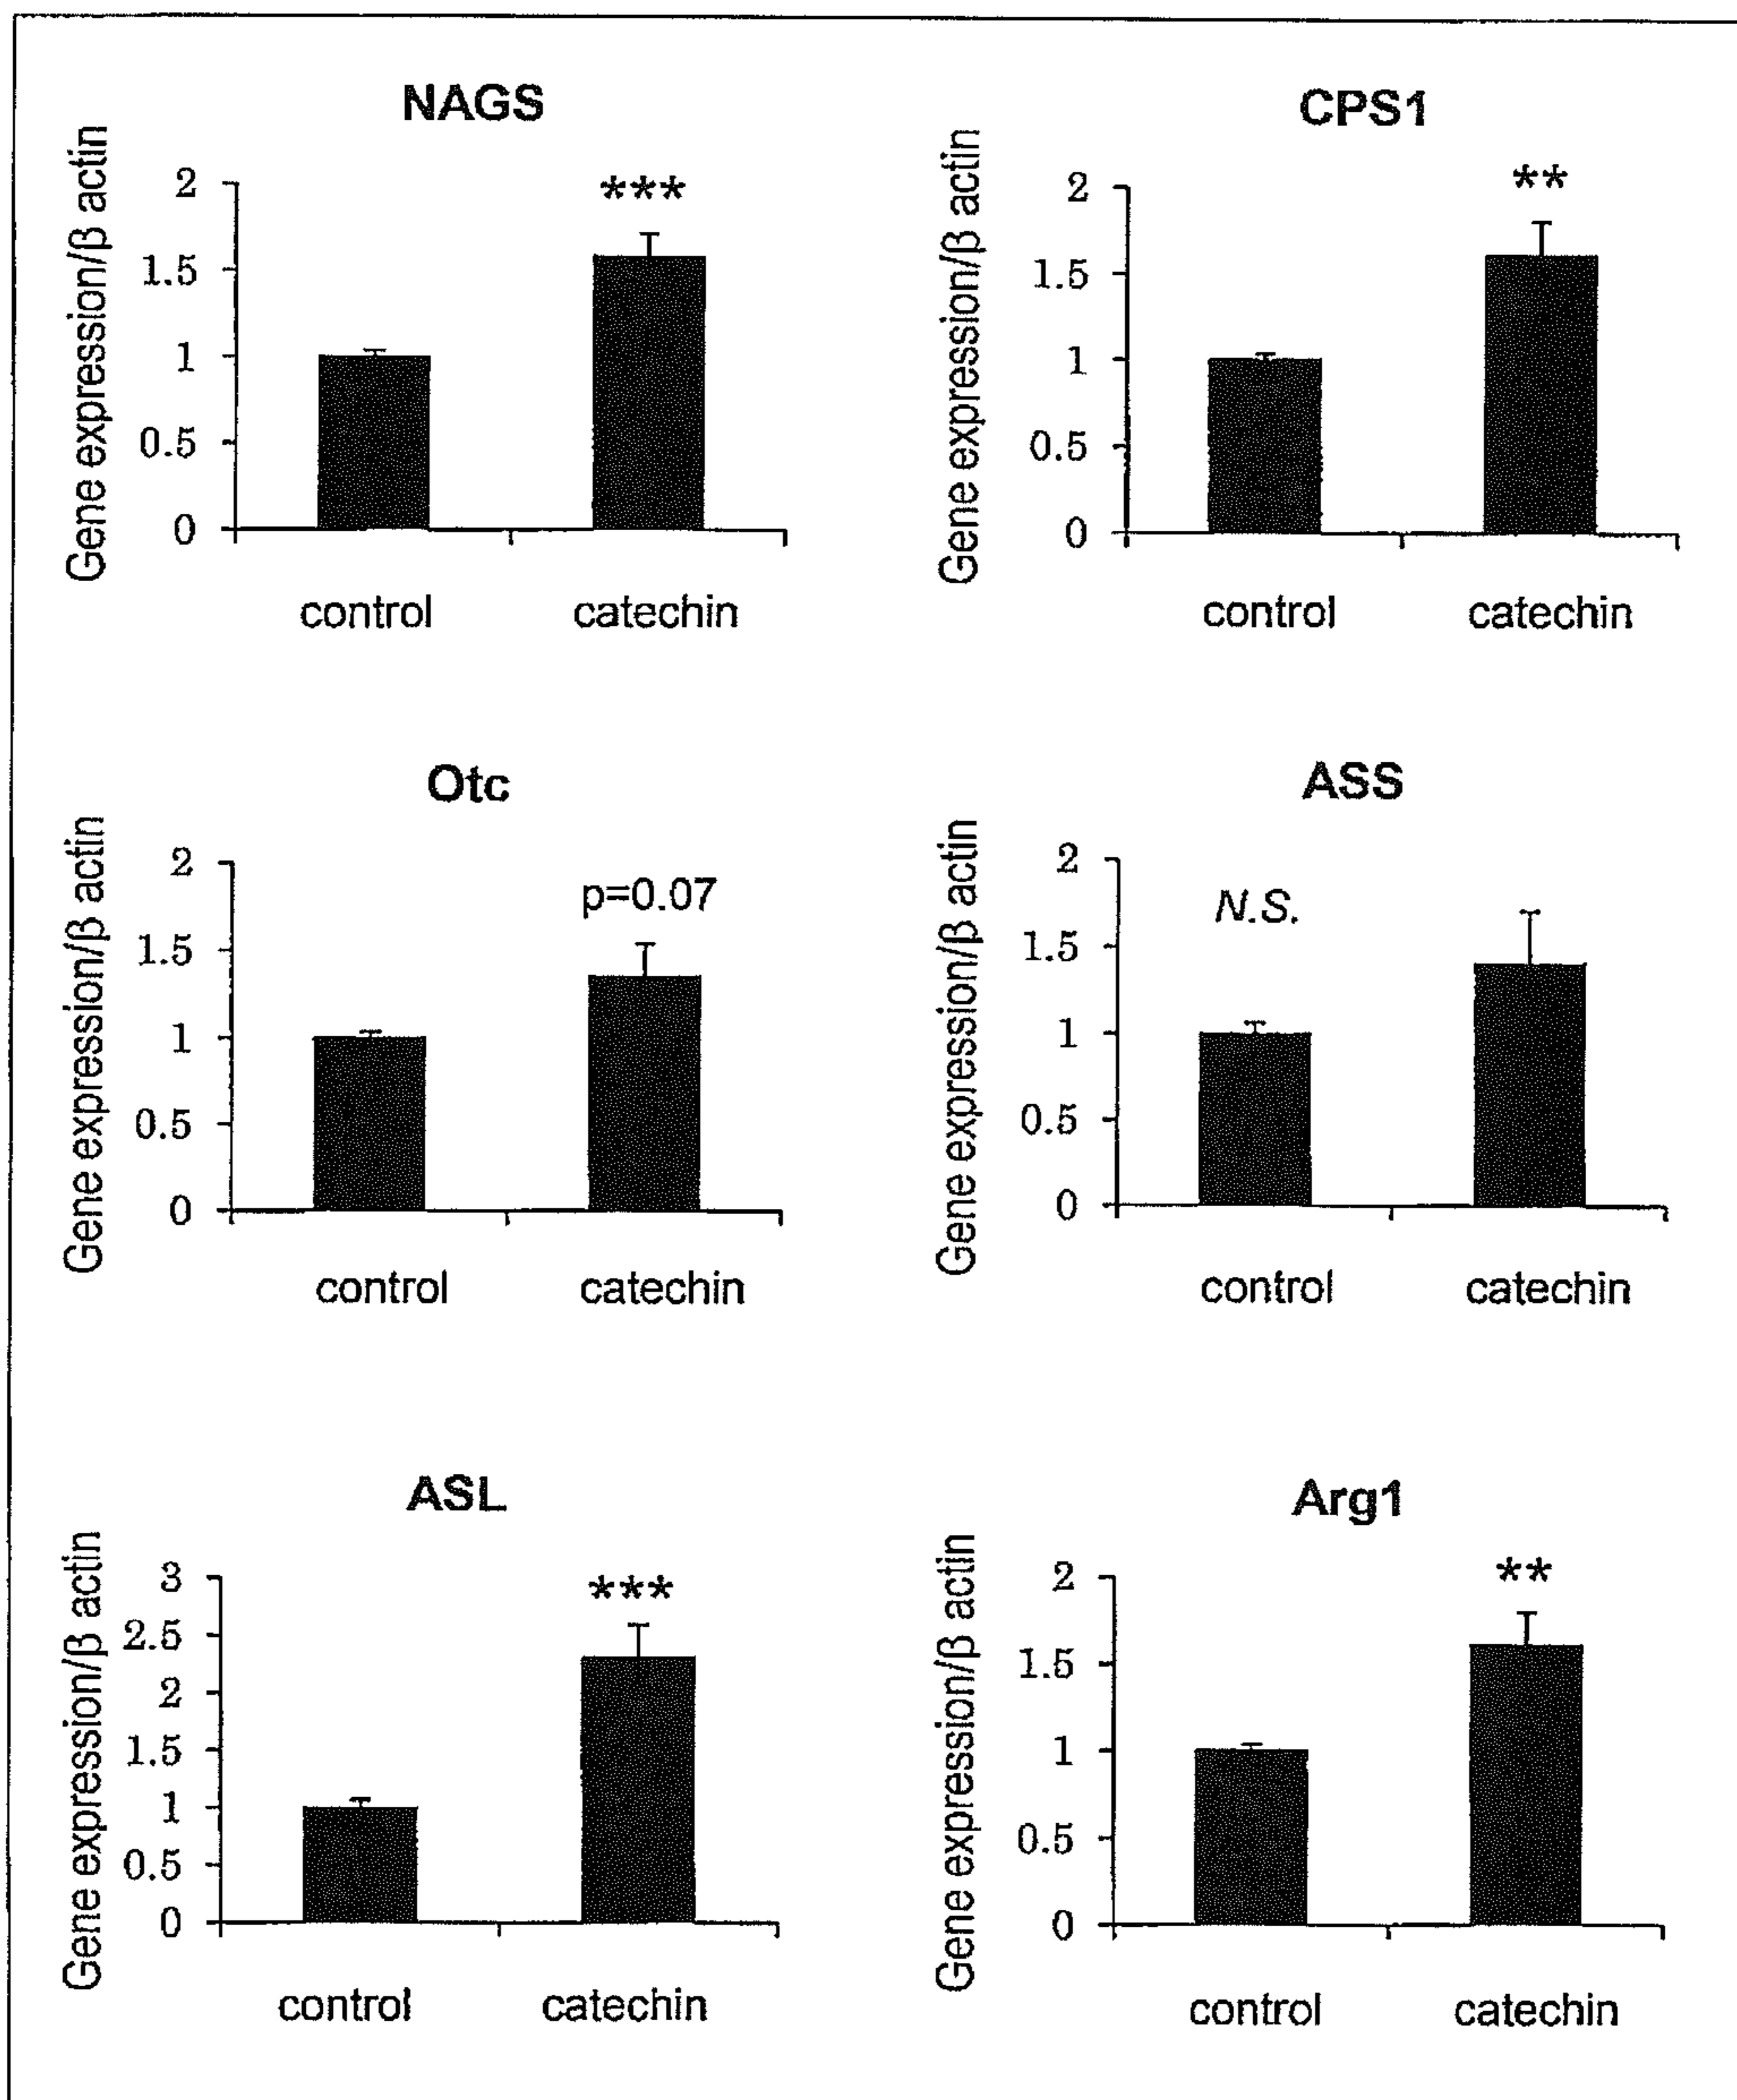 NAGS
Gene expression/β actin
2
***
1.5
1
0.5
0
control catechin
CPS1
Gene expression/β actin
2
**
1.5
1
0.5
0
control catechin
Otc
Gene expression/β actin
2
p=0.07
1.5
1
0.5
0
control catechin
ASS
Gene expression/β actin
2
N.S.
1.5
1
0.5
0
control catechin
ASL
Gene expression/β actin
3
***
2.5
2
1.5
1
0.5
0
control catechin
Arg1
Gene expression/β actin
2
**
1.5
1
0.5
0
control catechin